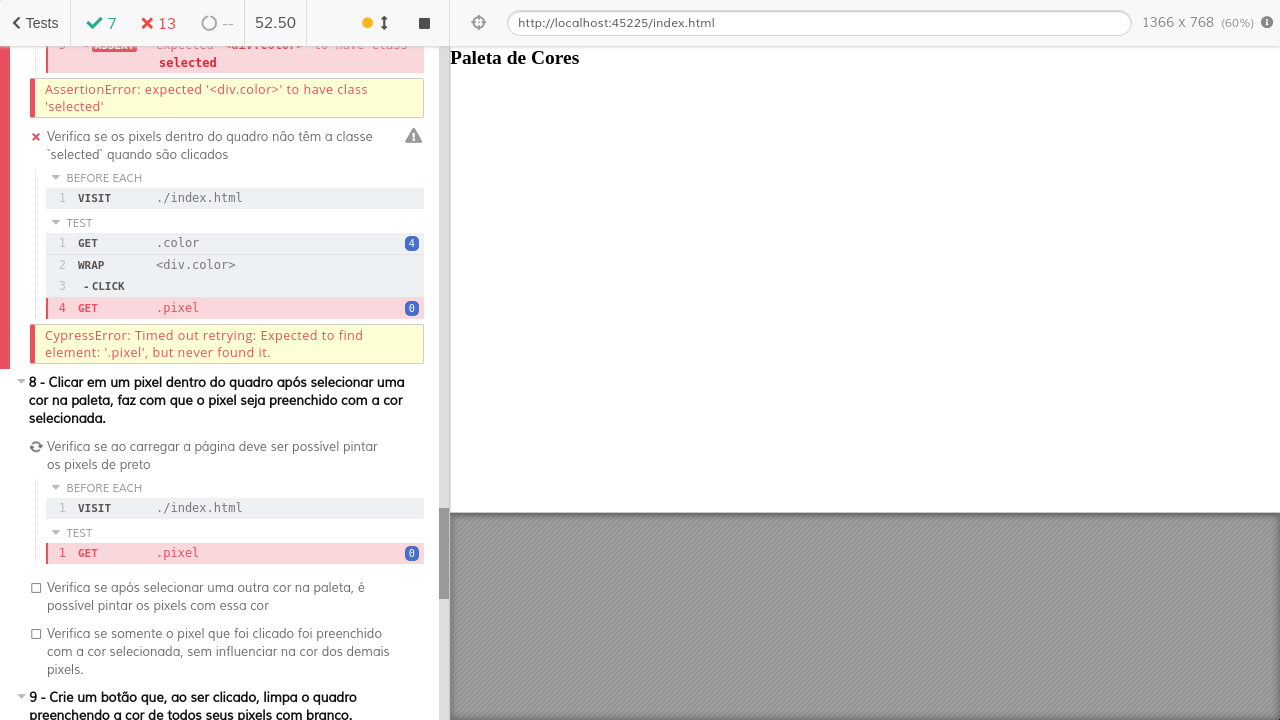 Tests 7 13 -- 52.50 http://localhost:45225/index.html 1366 x 768 (60%)
3 - ASSERT expected <div.color> to have class
selected
AssertionError: expected '<div.color>' to have class
'selected'
Verifica se os pixels dentro do quadro não têm a classe
`selected` quando são clicados
BEFORE EACH
1 VISIT ./index.html
TEST
1 GET .color 4
2 WRAP <div.color>
3 - CLICK
4 GET .pixel 0
CypressError: Timed out retrying: Expected to find
element: '.pixel', but never found it.
8 - Clicar em um pixel dentro do quadro após selecionar uma
cor na paleta, faz com que o pixel seja preenchido com a cor
selecionada.
Verifica se ao carregar a página deve ser possível pintar
os pixels de preto
BEFORE EACH
1 VISIT ./index.html
TEST
1 GET .pixel 0
Verifica se após selecionar uma outra cor na paleta, é
possível pintar os pixels com essa cor
Verifica se somente o pixel que foi clicado foi preenchido
com a cor selecionada, sem influenciar na cor dos demais
pixels.
9 - Crie um botão que, ao ser clicado, limpa o quadro
preenchendo a cor de todos seus pixels com branco.
Paleta de Cores